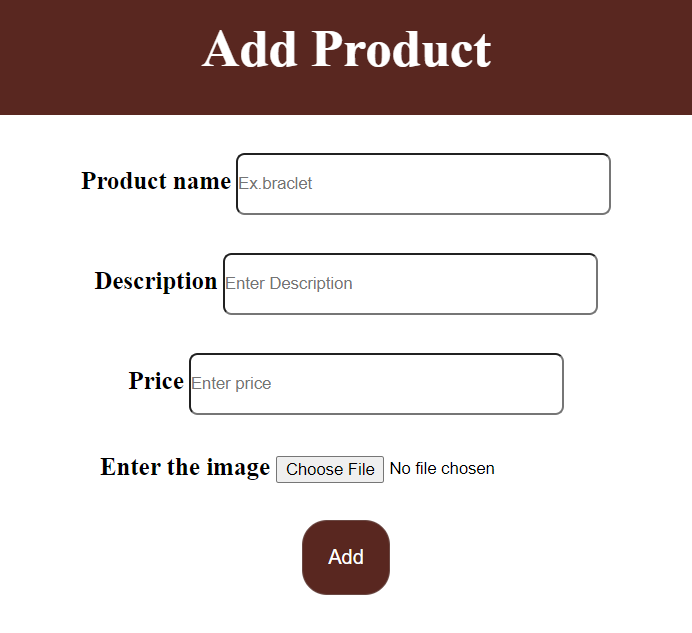 Add Product
Product name Ex.braclet
Description Enter Description
Price Enter price
Enter the image Choose File No file chosen
Add